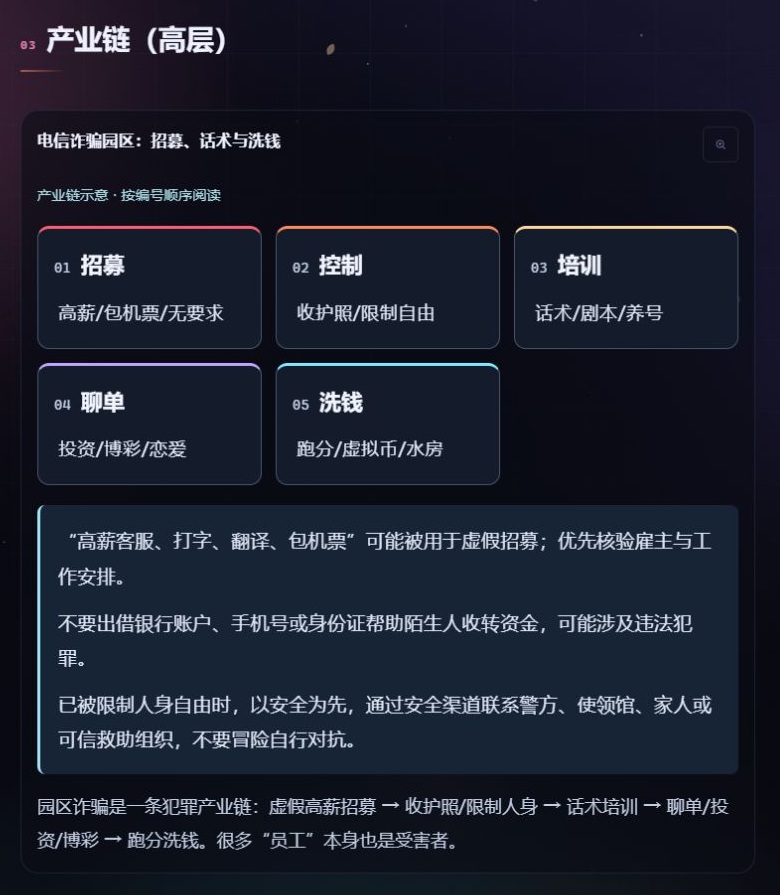 03 产业链（高层）
电信诈骗园区：招募、话术与洗钱
产业链示意 · 按编号顺序阅读
01 招募
高薪/包机票/无要求
02 控制
收护照/限制自由
03 培训
话术/剧本/养号
04 聊单
投资/博彩/恋爱
05 洗钱
跑分/虚拟币/水房
“高薪客服、打字、翻译、包机票”可能被用于虚假招募；优先核验雇主与工
作安排。
不要出借银行账户、手机号或身份证帮助陌生人收转资金，可能涉及违法犯
罪。
已被限制人身自由时，以安全为先，通过安全渠道联系警方、使领馆、家人或
可信救助组织，不要冒险自行对抗。
园区诈骗是一条犯罪产业链：虚假高薪招募 → 收护照/限制人身 → 话术培训 → 聊单/投
资/博彩 → 跑分洗钱。很多“员工”本身也是受害者。